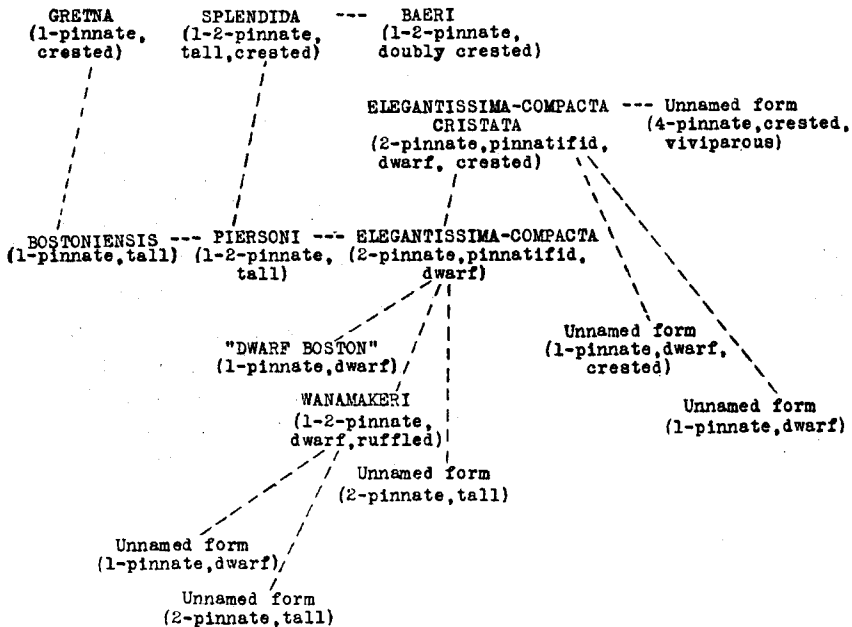 GRETNA
(1-pinnate,
crested)
SPLENDIDA --- BAERI
(1-2-pinnate,
tall,crested)
(1-2-pinnate,
doubly crested)
ELEGANTISSIMA-COMPACTA --- Unnamed form
CRISTATA
(2-pinnate,pinnatifid,
dwarf, crested)
(4-pinnate,crested,
viviparous)
BOSTONIENSIS --- PIERSONI --- ELEGANTISSIMA-COMPACTA
(1-pinnate,tall)
(1-2-pinnate,
tall)
(2-pinnate,pinnatifid,
dwarf)
"DWARF BOSTON"
(1-pinnate,dwarf)
Unnamed form
(1-pinnate,dwarf,
crested)
WANAMAKERI
(1-2-pinnate,
dwarf,ruffled)
Unnamed form
(1-pinnate,dwarf)
Unnamed form
(2-pinnate,tall)
Unnamed form
(1-pinnate,dwarf)
Unnamed form
(2-pinnate,tall)